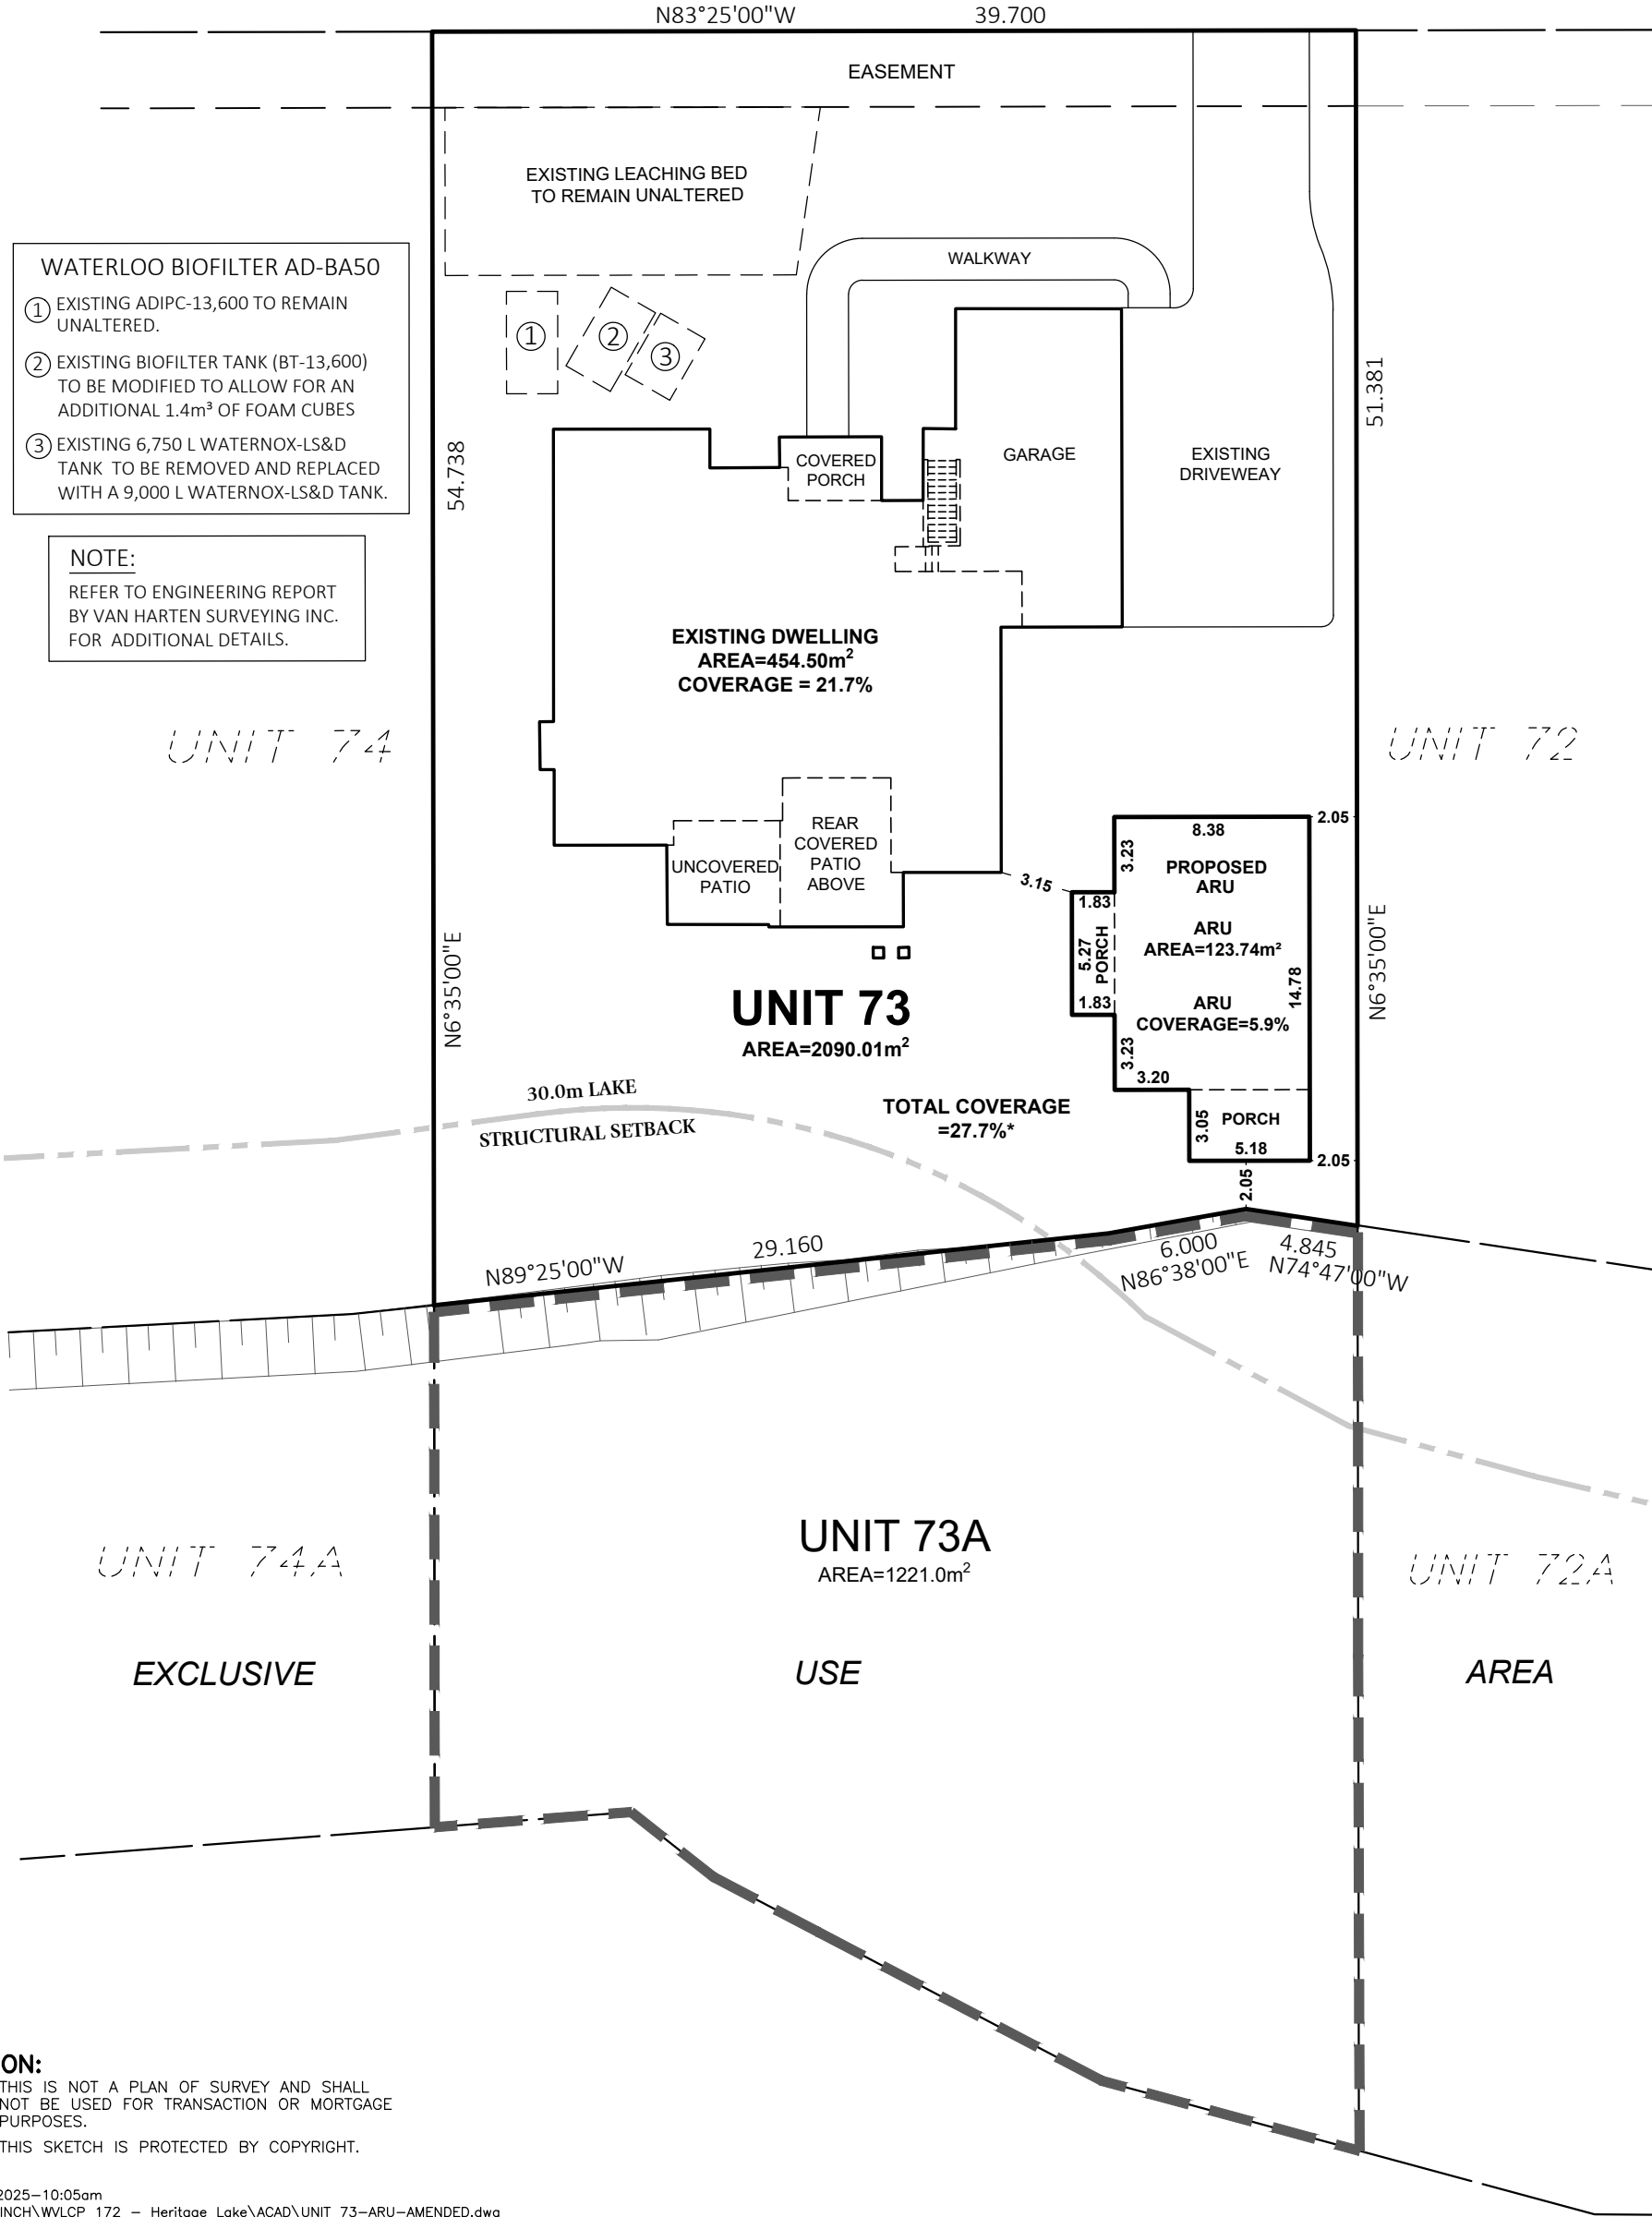 N83°25'00"W 39.700
EASEMENT
EXISTING LEACHING BED
TO REMAIN UNALTERED
WALKWAY
WATERLOO BIOFILTER AD-BA50
1 EXISTING ADIPC-13,600 TO REMAIN
UNALTERED.
2 EXISTING BIOFILTER TANK (BT-13,600)
TO BE MODIFIED TO ALLOW FOR AN
ADDITIONAL 1.4m³ OF FOAM CUBES
3 EXISTING 6,750 L WATERNOX-LS&D
TANK TO BE REMOVED AND REPLACED
WITH A 9,000 L WATERNOX-LS&D TANK.
1
2
3
NOTE:
REFER TO ENGINEERING REPORT
BY VAN HARTEN SURVEYING INC.
FOR ADDITIONAL DETAILS.
54.738
51.381
COVERED
PORCH
GARAGE
EXISTING
DRIVEWEAY
EXISTING DWELLING
AREA=454.50m²
COVERAGE = 21.7%
UNIT 74
UNIT 72
UNCOVERED
PATIO
REAR
COVERED
PATIO
ABOVE
3.15
2.05
8.38
3.23
PROPOSED
ARU
1.83
5.27
PORCH
ARU
AREA=123.74m²
14.78
1.83
ARU
COVERAGE=5.9%
3.23
3.20
3.05
PORCH
5.18
2.05
2.05
N6°35'00"E
N6°35'00"E
UNIT 73
AREA=2090.01m²
30.0m LAKE
STRUCTURAL SETBACK
TOTAL COVERAGE
=27.7%*
N89°25'00"W
29.160
6.000
N86°38'00"E
4.845
N74°47'00"W
UNIT 73A
AREA=1221.0m²
UNIT 74A
UNIT 72A
EXCLUSIVE USE AREA
ON:
THIS IS NOT A PLAN OF SURVEY AND SHALL
NOT BE USED FOR TRANSACTION OR MORTGAGE
PURPOSES.
THIS SKETCH IS PROTECTED BY COPYRIGHT.
2025-10:05am
INCH\WVLCP 172 - Heritage Lake\ACAD\UNIT 73-ARU-AMENDED.dwg